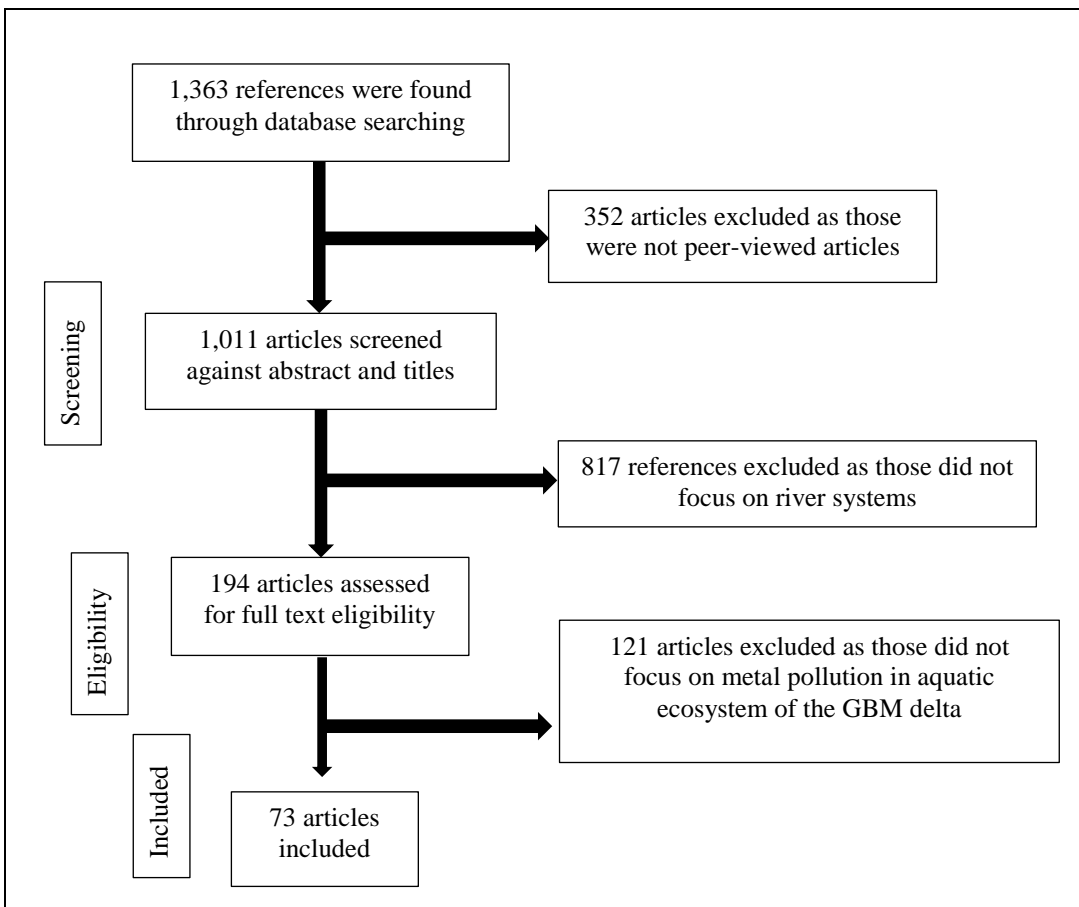 1,363 references were found
through database searching
352 articles excluded as those
were not peer-viewed articles
Screening
1,011 articles screened
against abstract and titles
817 references excluded as those did not
focus on river systems
Eligibility
194 articles assessed
for full text eligibility
121 articles excluded as those did not
focus on metal pollution in aquatic
ecosystem of the GBM delta
Included
73 articles
included